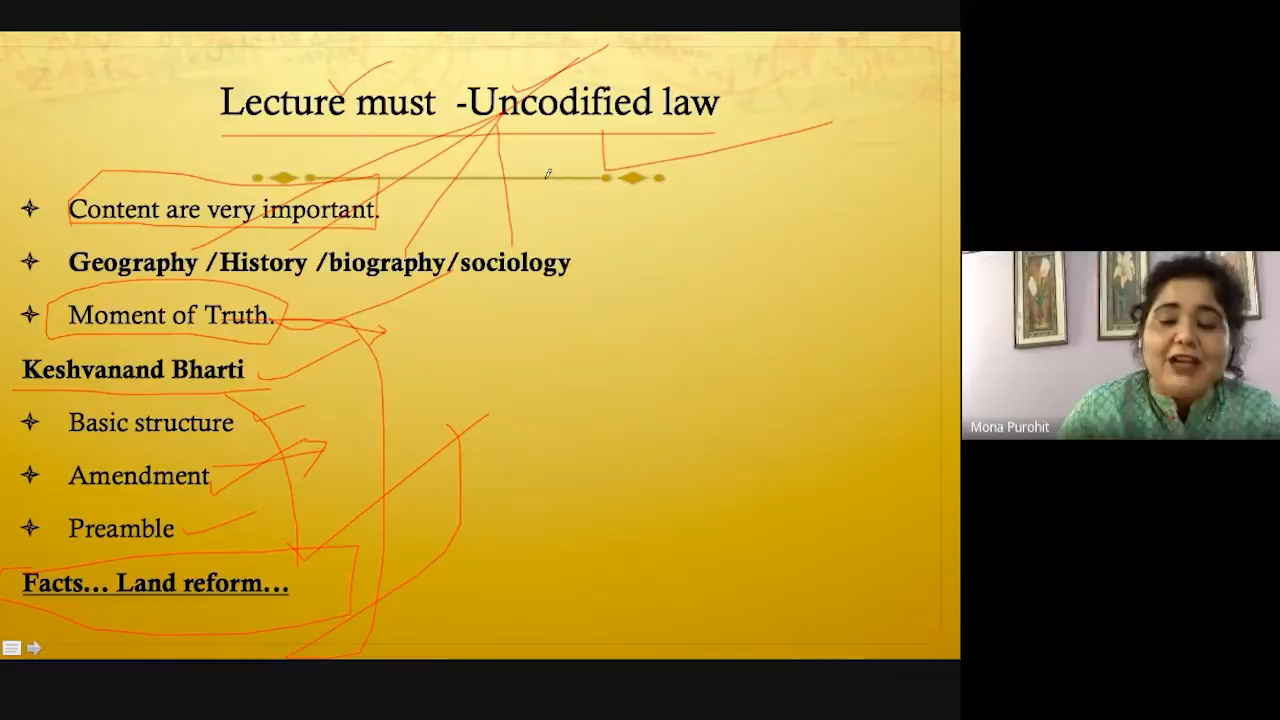 Lecture must -Uncodified law
Content are very important.
Geography /History /biography/sociology
Moment of Truth.
Keshvanand Bharti
Basic structure
Amendment
Preamble
Facts... Land reform...
Mona Purohit